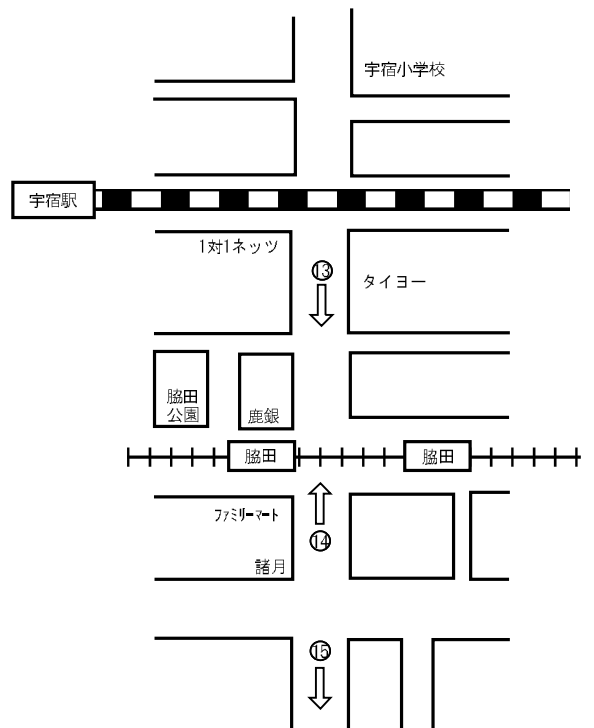 宇宿小学校
宇宿駅
1対1ネッツ
⑬
タイヨー
脇田
公園
鹿銀
脇田
脇田
ファミリーマート
⑭
諸月
⑮